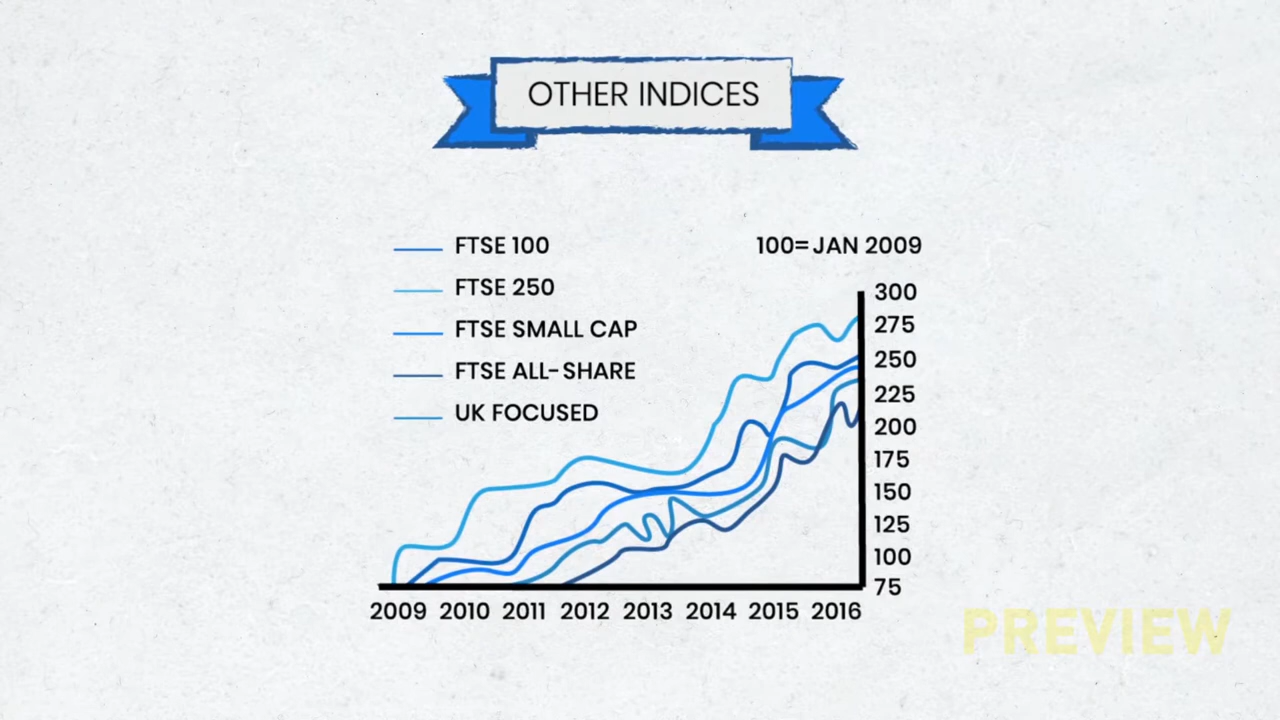 OTHER INDICES
FTSE 100
FTSE 250
FTSE SMALL CAP
FTSE ALL-SHARE
UK FOCUSED
100=JAN 2009
300
275
250
225
200
175
150
125
100
75
2009 2010 2011 2012 2013 2014 2015 2016
PREVIEW